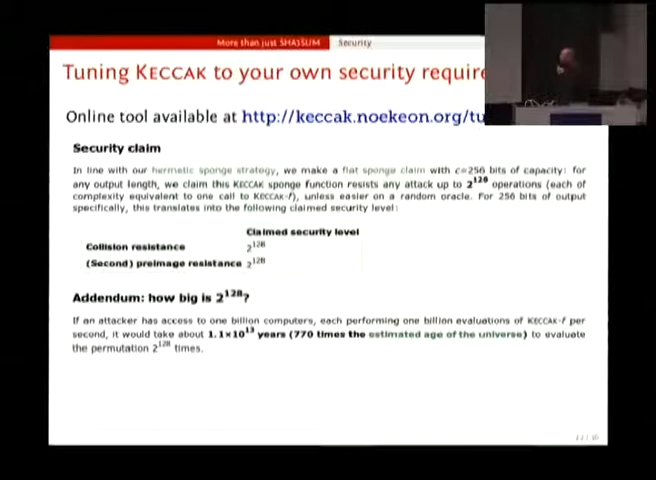 More than just SHA3SUM Security
Tuning KECCAK to your own security require
Online tool available at http://keccak.noekeon.org/tu
Security claim
In line with our hermetic sponge strategy, we make a flat sponge claim with c=256 bits of capacity: for
any output length, we claim this KECCAK sponge function resists any attack up to 2^128 operations (each of
complexity equivalent to one call to KECCAK-f), unless easier on a random oracle. For 256 bits of output
specifically, this translates into the following claimed security level:
Claimed security level
Collision resistance 2^128
(Second) preimage resistance 2^128
Addendum: how big is 2^128?
If an attacker has access to one billion computers, each performing one billion evaluations of KECCAK-f per
second, it would take about 1.1×10^13 years (770 times the estimated age of the universe) to evaluate
the permutation 2^128 times.